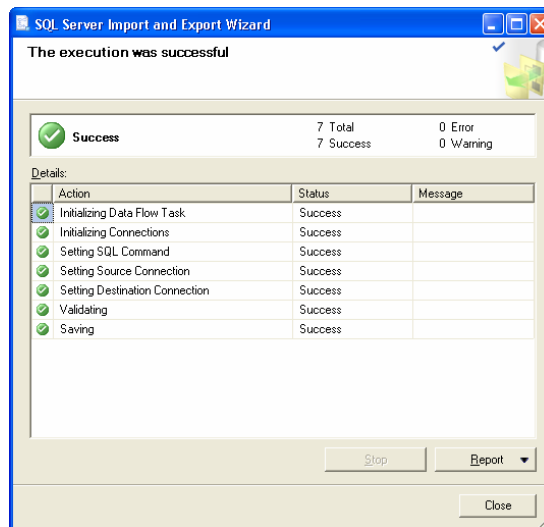 SQL Server Import and Export Wizard
The execution was successful
Success
7 Total
0 Error
7 Success
0 Warning
Details:
Action Status Message
Initializing Data Flow Task Success
Initializing Connections Success
Setting SQL Command Success
Setting Source Connection Success
Setting Destination Connection Success
Validating Success
Saving Success
Stop
Report
Close